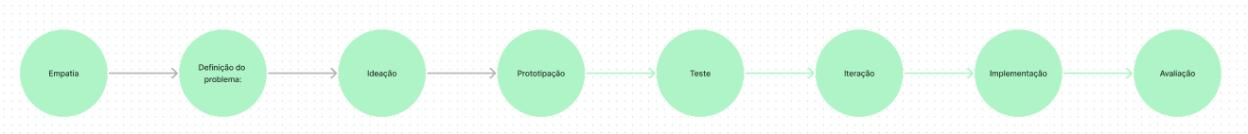 Empatia
Definição do
problema:
Ideação
Prototipação
Teste
Iteração
Implementação
Avaliação